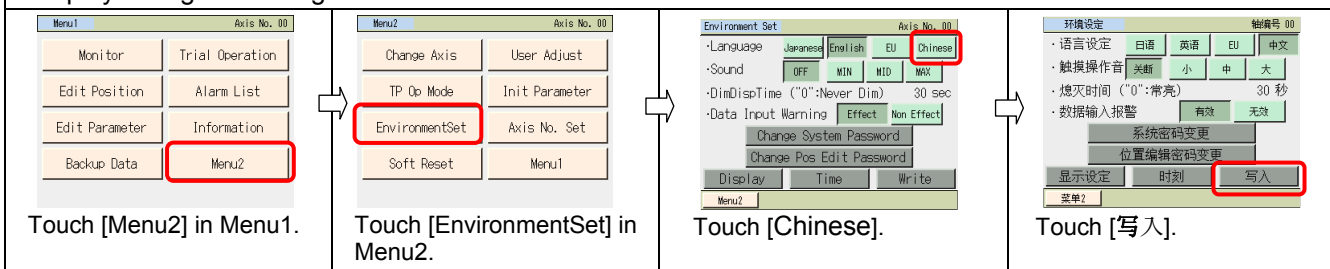 Menu1 Axis No. 00
Monitor Trial Operation
Edit Position Alarm List
Edit Parameter Information
Backup Data Menu2
Touch [Menu2] in Menu1.
Menu2 Axis No. 00
Change Axis User Adjust
TP Op Mode Init Parameter
EnvironmentSet Axis No. Set
Soft Reset Menu1
Touch [EnvironmentSet] in
Menu2.
Environment Set Axis No. 00
·Language Japanese English EU Chinese
·Sound OFF MIN MID MAX
·DimDispTime ("0":Never Dim) 30 sec
·Data Input Warning Effect Non Effect
Change System Password
Change Pos Edit Password
Display Time Write
Menu2
Touch [Chinese].
环境设定 轴编号 00
·语言设定 日语 英语 EU 中文
·触摸操作音 关断 小 中 大
·熄灭时间 ("0":常亮) 30 秒
·数据输入报警 有效 无效
系统密码变更
位置编辑密码变更
显示设定 时刻 写入
菜单2
Touch [写入].